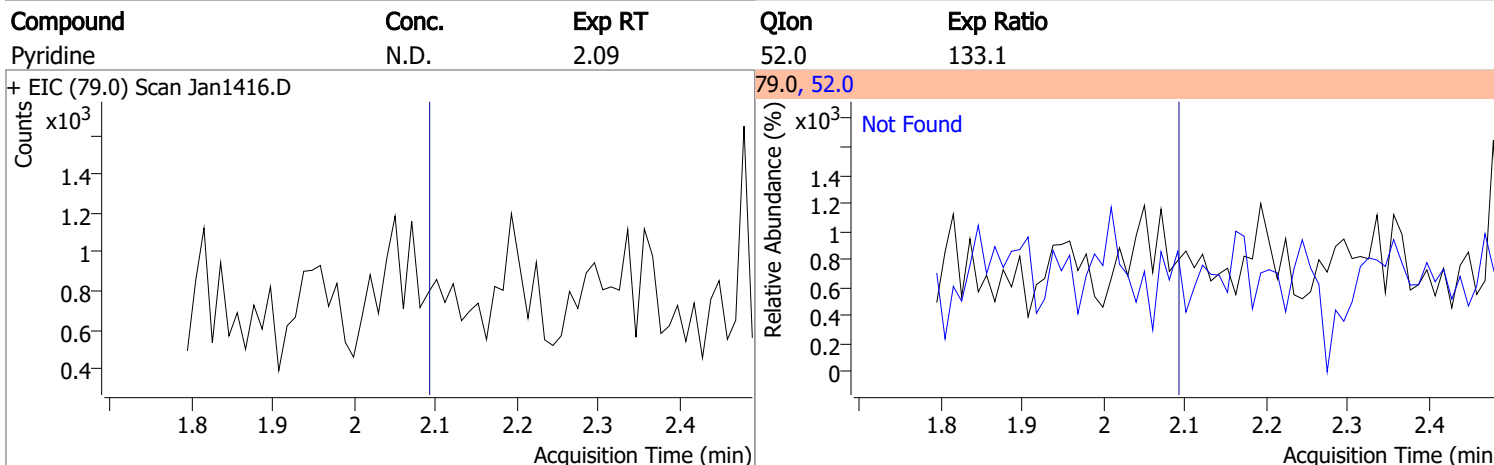 Compound Conc. Exp RT QIon Exp Ratio
Pyridine N.D. 2.09 52.0 133.1
+ EIC (79.0) Scan Jan1416.D
Counts
x10³
1.4
1.2
1
0.8
0.6
0.4
1.8 1.9 2 2.1 2.2 2.3 2.4
Acquisition Time (min)
79.0, 52.0
Relative Abundance (%)
x10³
Not Found
1.4
1.2
1
0.8
0.6
0.4
0.2
0
1.8 1.9 2 2.1 2.2 2.3 2.4
Acquisition Time (min